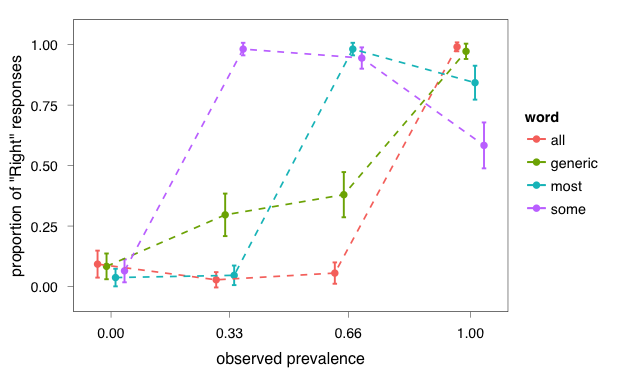 1.00
0.75
0.50
0.25
0.00
proportion of "Right" responses
0.00 0.33 0.66 1.00
observed prevalence
word
all
generic
most
some